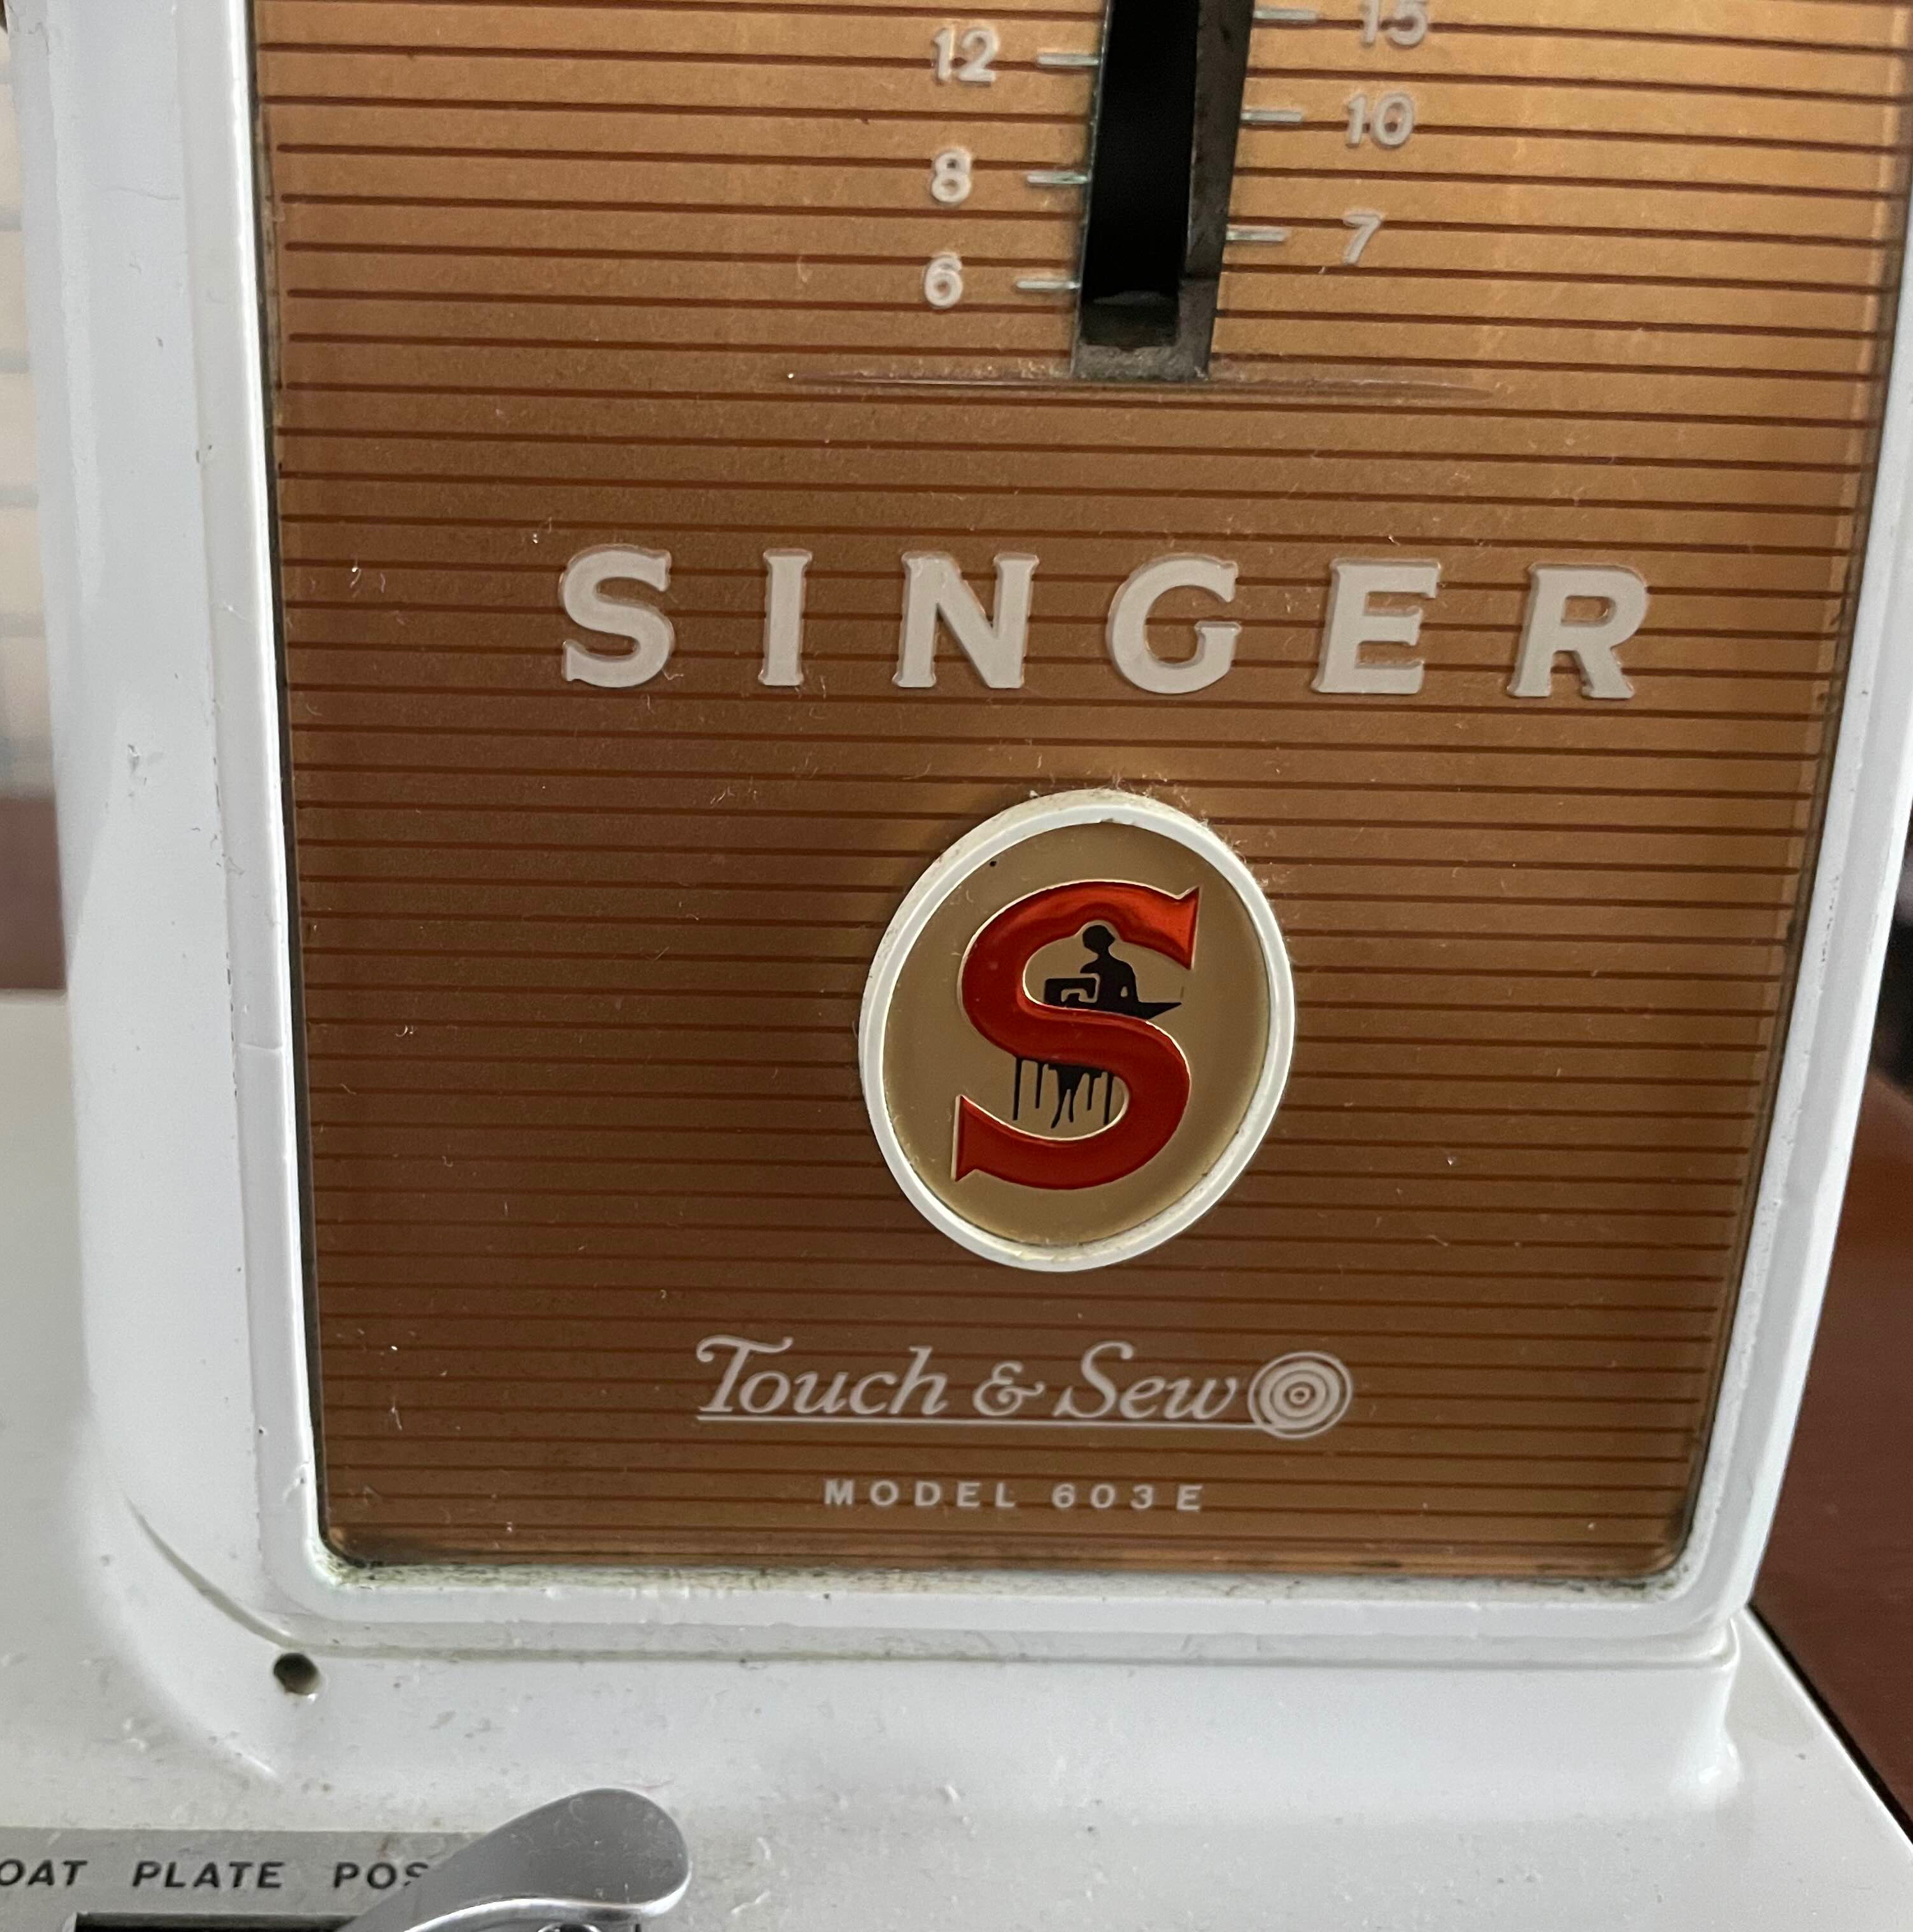 15
12
10
8
7
6
SINGER
S
Touch & Sew
MODEL 603E
OAT PLATE POS